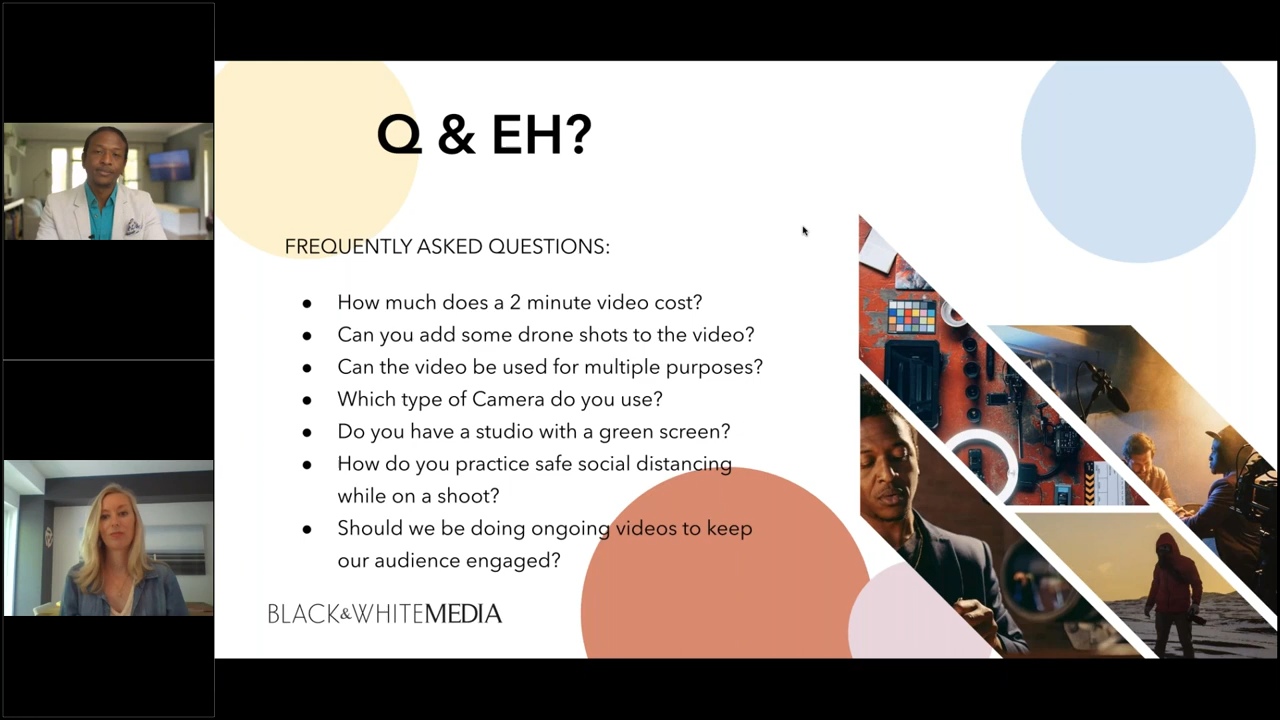 Q & EH?
FREQUENTLY ASKED QUESTIONS:
● How much does a 2 minute video cost?
● Can you add some drone shots to the video?
● Can the video be used for multiple purposes?
● Which type of Camera do you use?
● Do you have a studio with a green screen?
● How do you practice safe social distancing
while on a shoot?
● Should we be doing ongoing videos to keep
our audience engaged?
BLACK&WHITEMEDIA